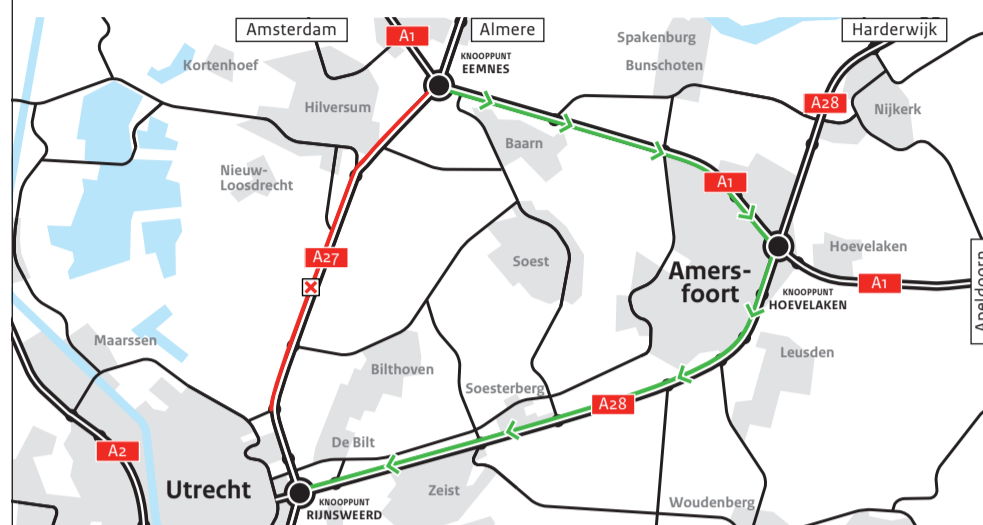 Amsterdam
Almere
Harderwijk
A1
Spakenburg
KNOOPPUNT
EEMNES
Kortenhoef
Bunschoten
A28
Hilversum
Nijkerk
Baarn
Nieuw-
Loosdrecht
A1
A27
Soest
Hoevelaken
Amers-
foort
A1
KNOOPPUNT
HOEVELAKEN
Apeldoorn
Maarssen
Leusden
Bilthoven
Soesterberg
A28
De Bilt
A2
Utrecht
Zeist
KNOOPPUNT
RIJNSWEERD
Woudenberg